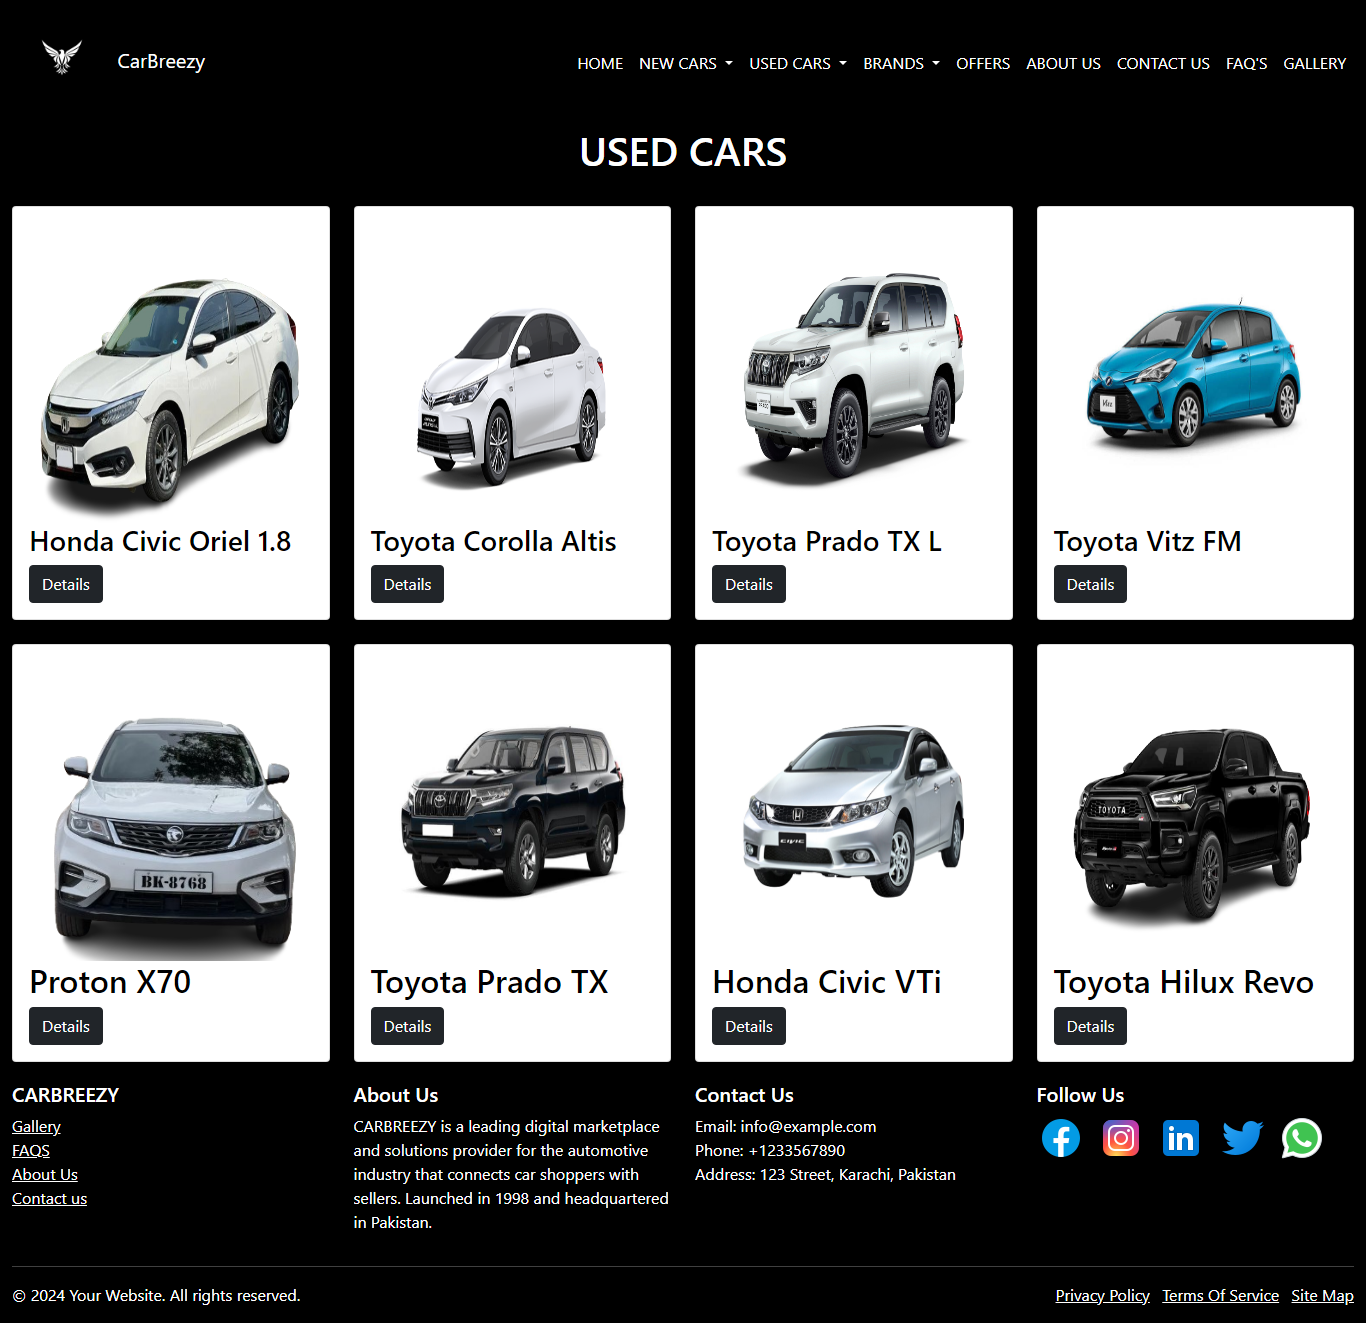 CarBreezy
HOME NEW CARS USED CARS BRANDS OFFERS ABOUT US CONTACT US FAQ'S GALLERY
USED CARS
Honda Civic Oriel 1.8
Details
Toyota Corolla Altis
Details
Toyota Prado TX L
Details
Vitz
Toyota Vitz FM
Details
BK-8768
Proton X70
Details
Toyota Prado TX
Details
CIVIC
Honda Civic VTi
Details
TOYOTA
Toyota Hilux Revo
Details
CARBREEZY
Gallery
FAQS
About Us
Contact us
About Us
CARBREEZY is a leading digital marketplace
and solutions provider for the automotive
industry that connects car shoppers with
sellers. Launched in 1998 and headquartered
in Pakistan.
Contact Us
Email: info@example.com
Phone: +1233567890
Address: 123 Street, Karachi, Pakistan
Follow Us
in
© 2024 Your Website. All rights reserved.
Privacy Policy Terms Of Service Site Map